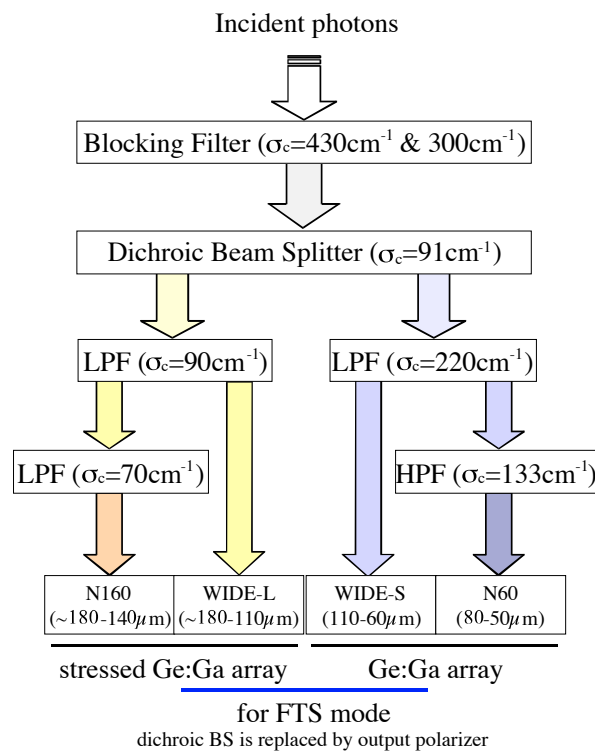 Incident photons
Blocking Filter (σc=430cm⁻¹ & 300cm⁻¹)
Dichroic Beam Splitter (σc=91cm⁻¹)
LPF (σc=90cm⁻¹)
LPF (σc=220cm⁻¹)
LPF (σc=70cm⁻¹)
HPF (σc=133cm⁻¹)
N160
(~180-140μm)
WIDE-L
(~180-110μm)
WIDE-S
(110-60μm)
N60
(80-50μm)
stressed Ge:Ga array
Ge:Ga array
for FTS mode
dichroic BS is replaced by output polarizer